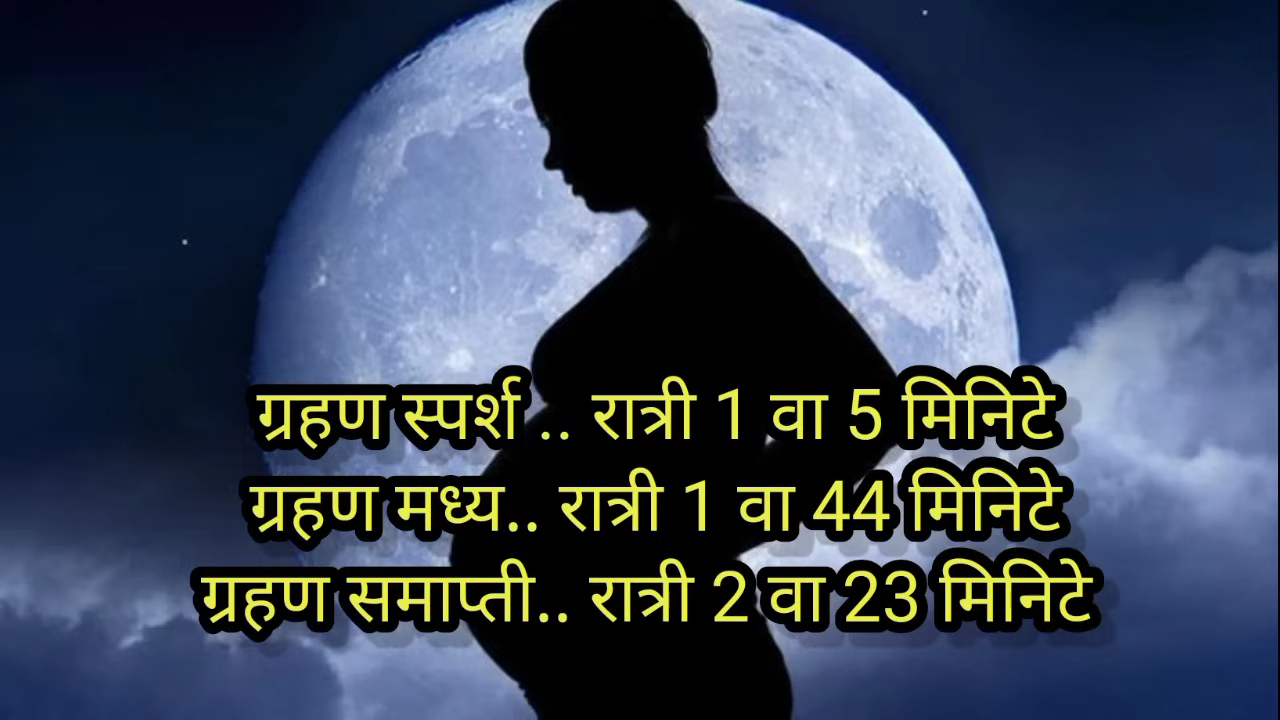 ग्रहण स्पर्श .. रात्री 1 वा 5 मिनिटे
ग्रहण मध्य.. रात्री 1 वा 44 मिनिटे
ग्रहण समाप्ती.. रात्री 2 वा 23 मिनिटे